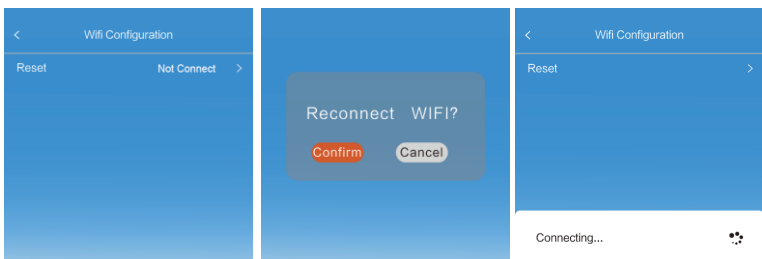 Wifi Configuration
Reset Not Connect
Reconnect WIFI?
Confirm Cancel
Wifi Configuration
Reset
Connecting...